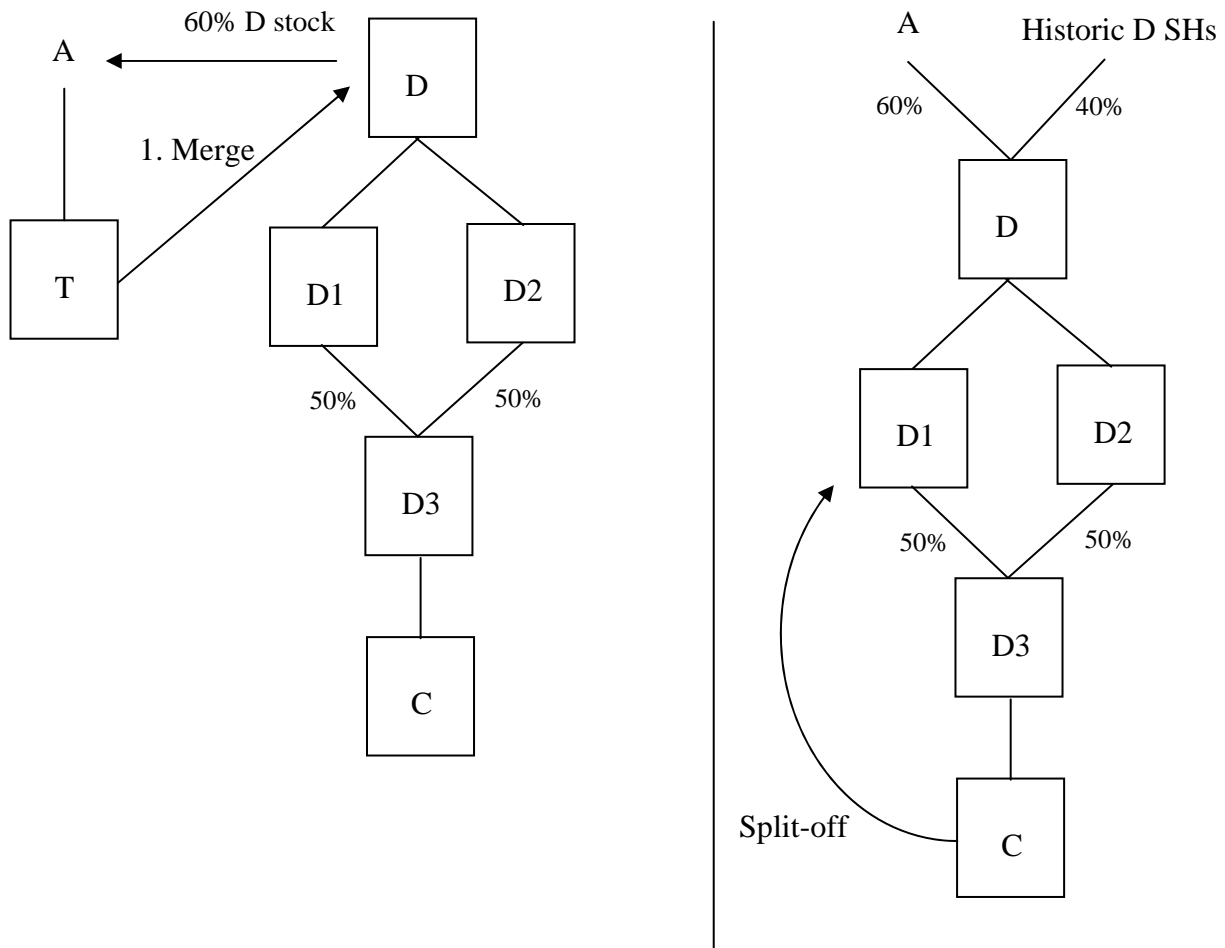 60% D stock
A
D
1. Merge
T
D1
D2
50%
50%
D3
C
A
Historic D SHs
60%
40%
D
D1
D2
50%
50%
D3
Split-off
C